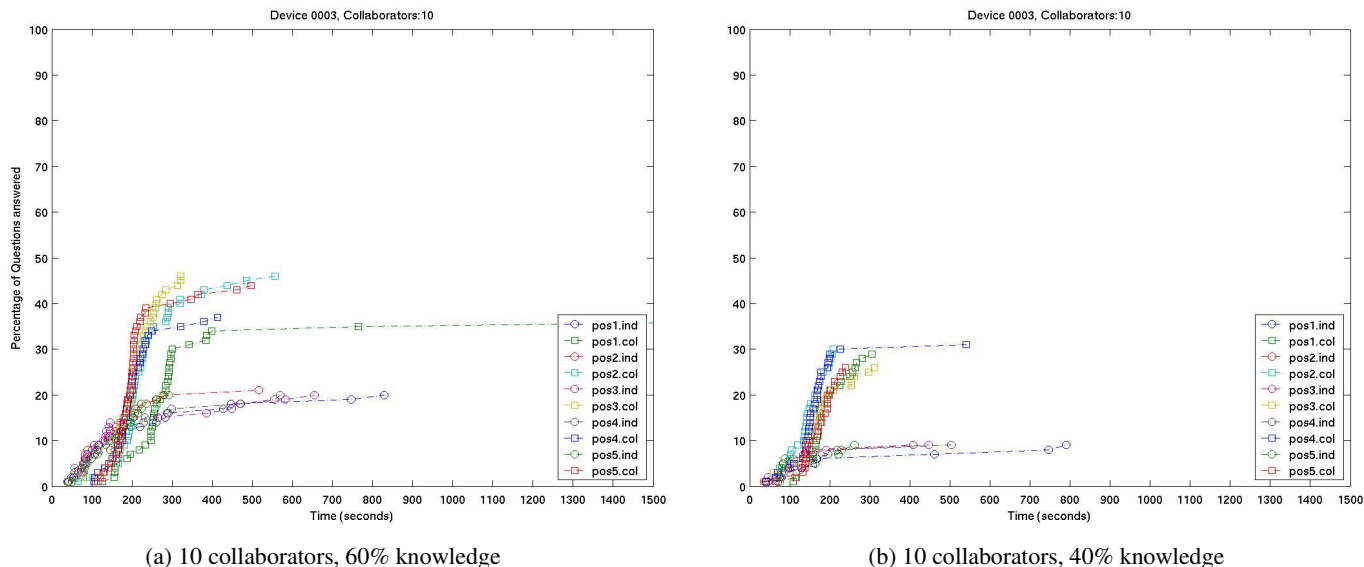 Device 0003, Collaborators:10
100
90
80
70
60
50
40
30
20
10
0
Percentage of Questions answered
0 100 200 300 400 500 600 700 800 900 1000 1100 1200 1300 1400 1500
Time (seconds)
pos1.ind
pos1.col
pos2.ind
pos2.col
pos3.ind
pos3.col
pos4.ind
pos4.col
pos5.ind
pos5.col
(a) 10 collaborators, 60% knowledge
Device 0003, Collaborators:10
100
90
80
70
60
50
40
30
20
10
0
0 100 200 300 400 500 600 700 800 900 1000 1100 1200 1300 1400 1500
Time (seconds)
pos1.ind
pos1.col
pos2.ind
pos2.col
pos3.ind
pos3.col
pos4.ind
pos4.col
pos5.ind
pos5.col
(b) 10 collaborators, 40% knowledge